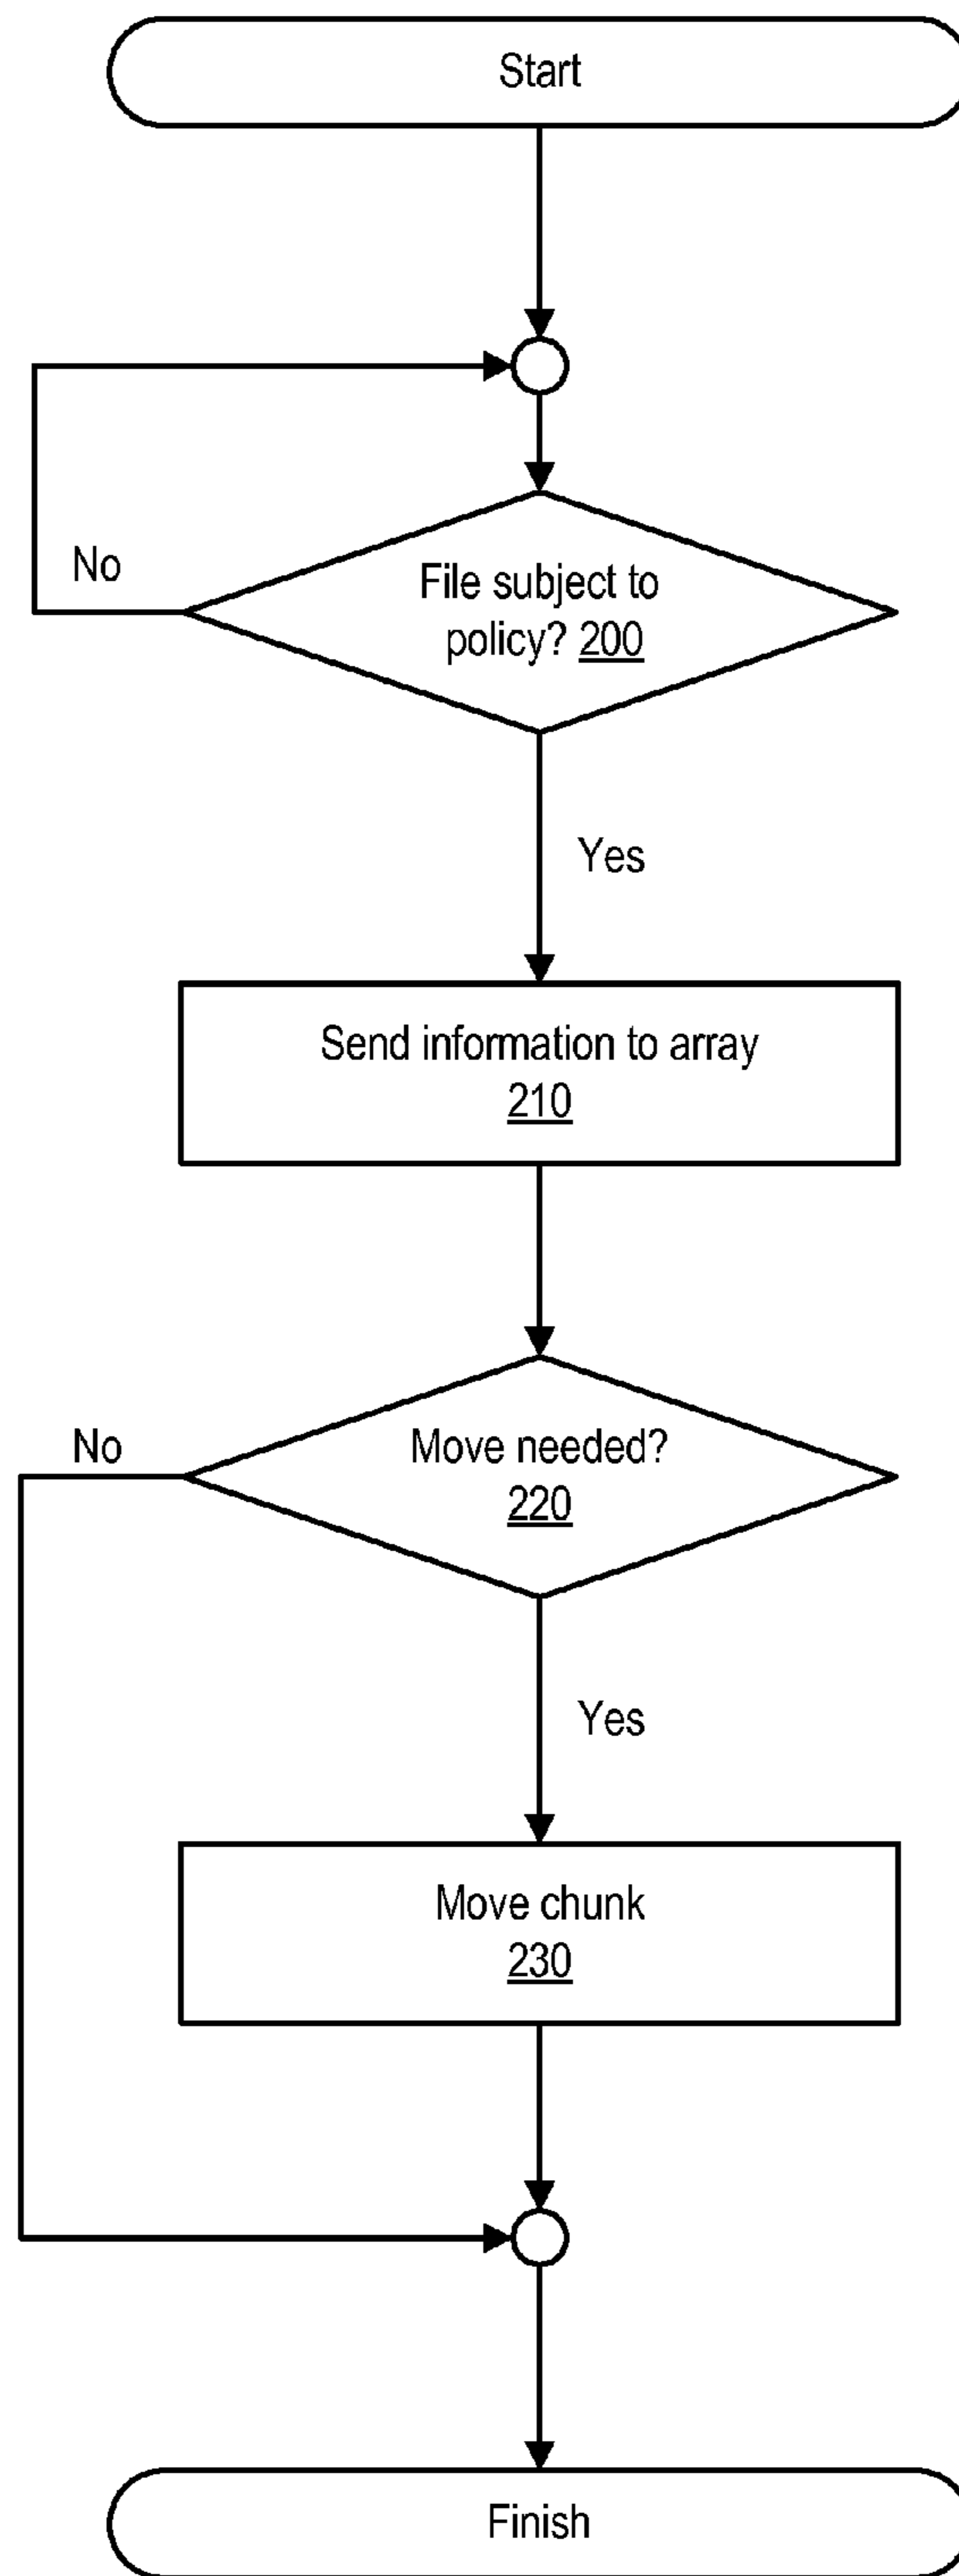 Start
No
File subject to
policy? 200
Yes
Send information to array
210
No
Move needed?
220
Yes
Move chunk
230
Finish